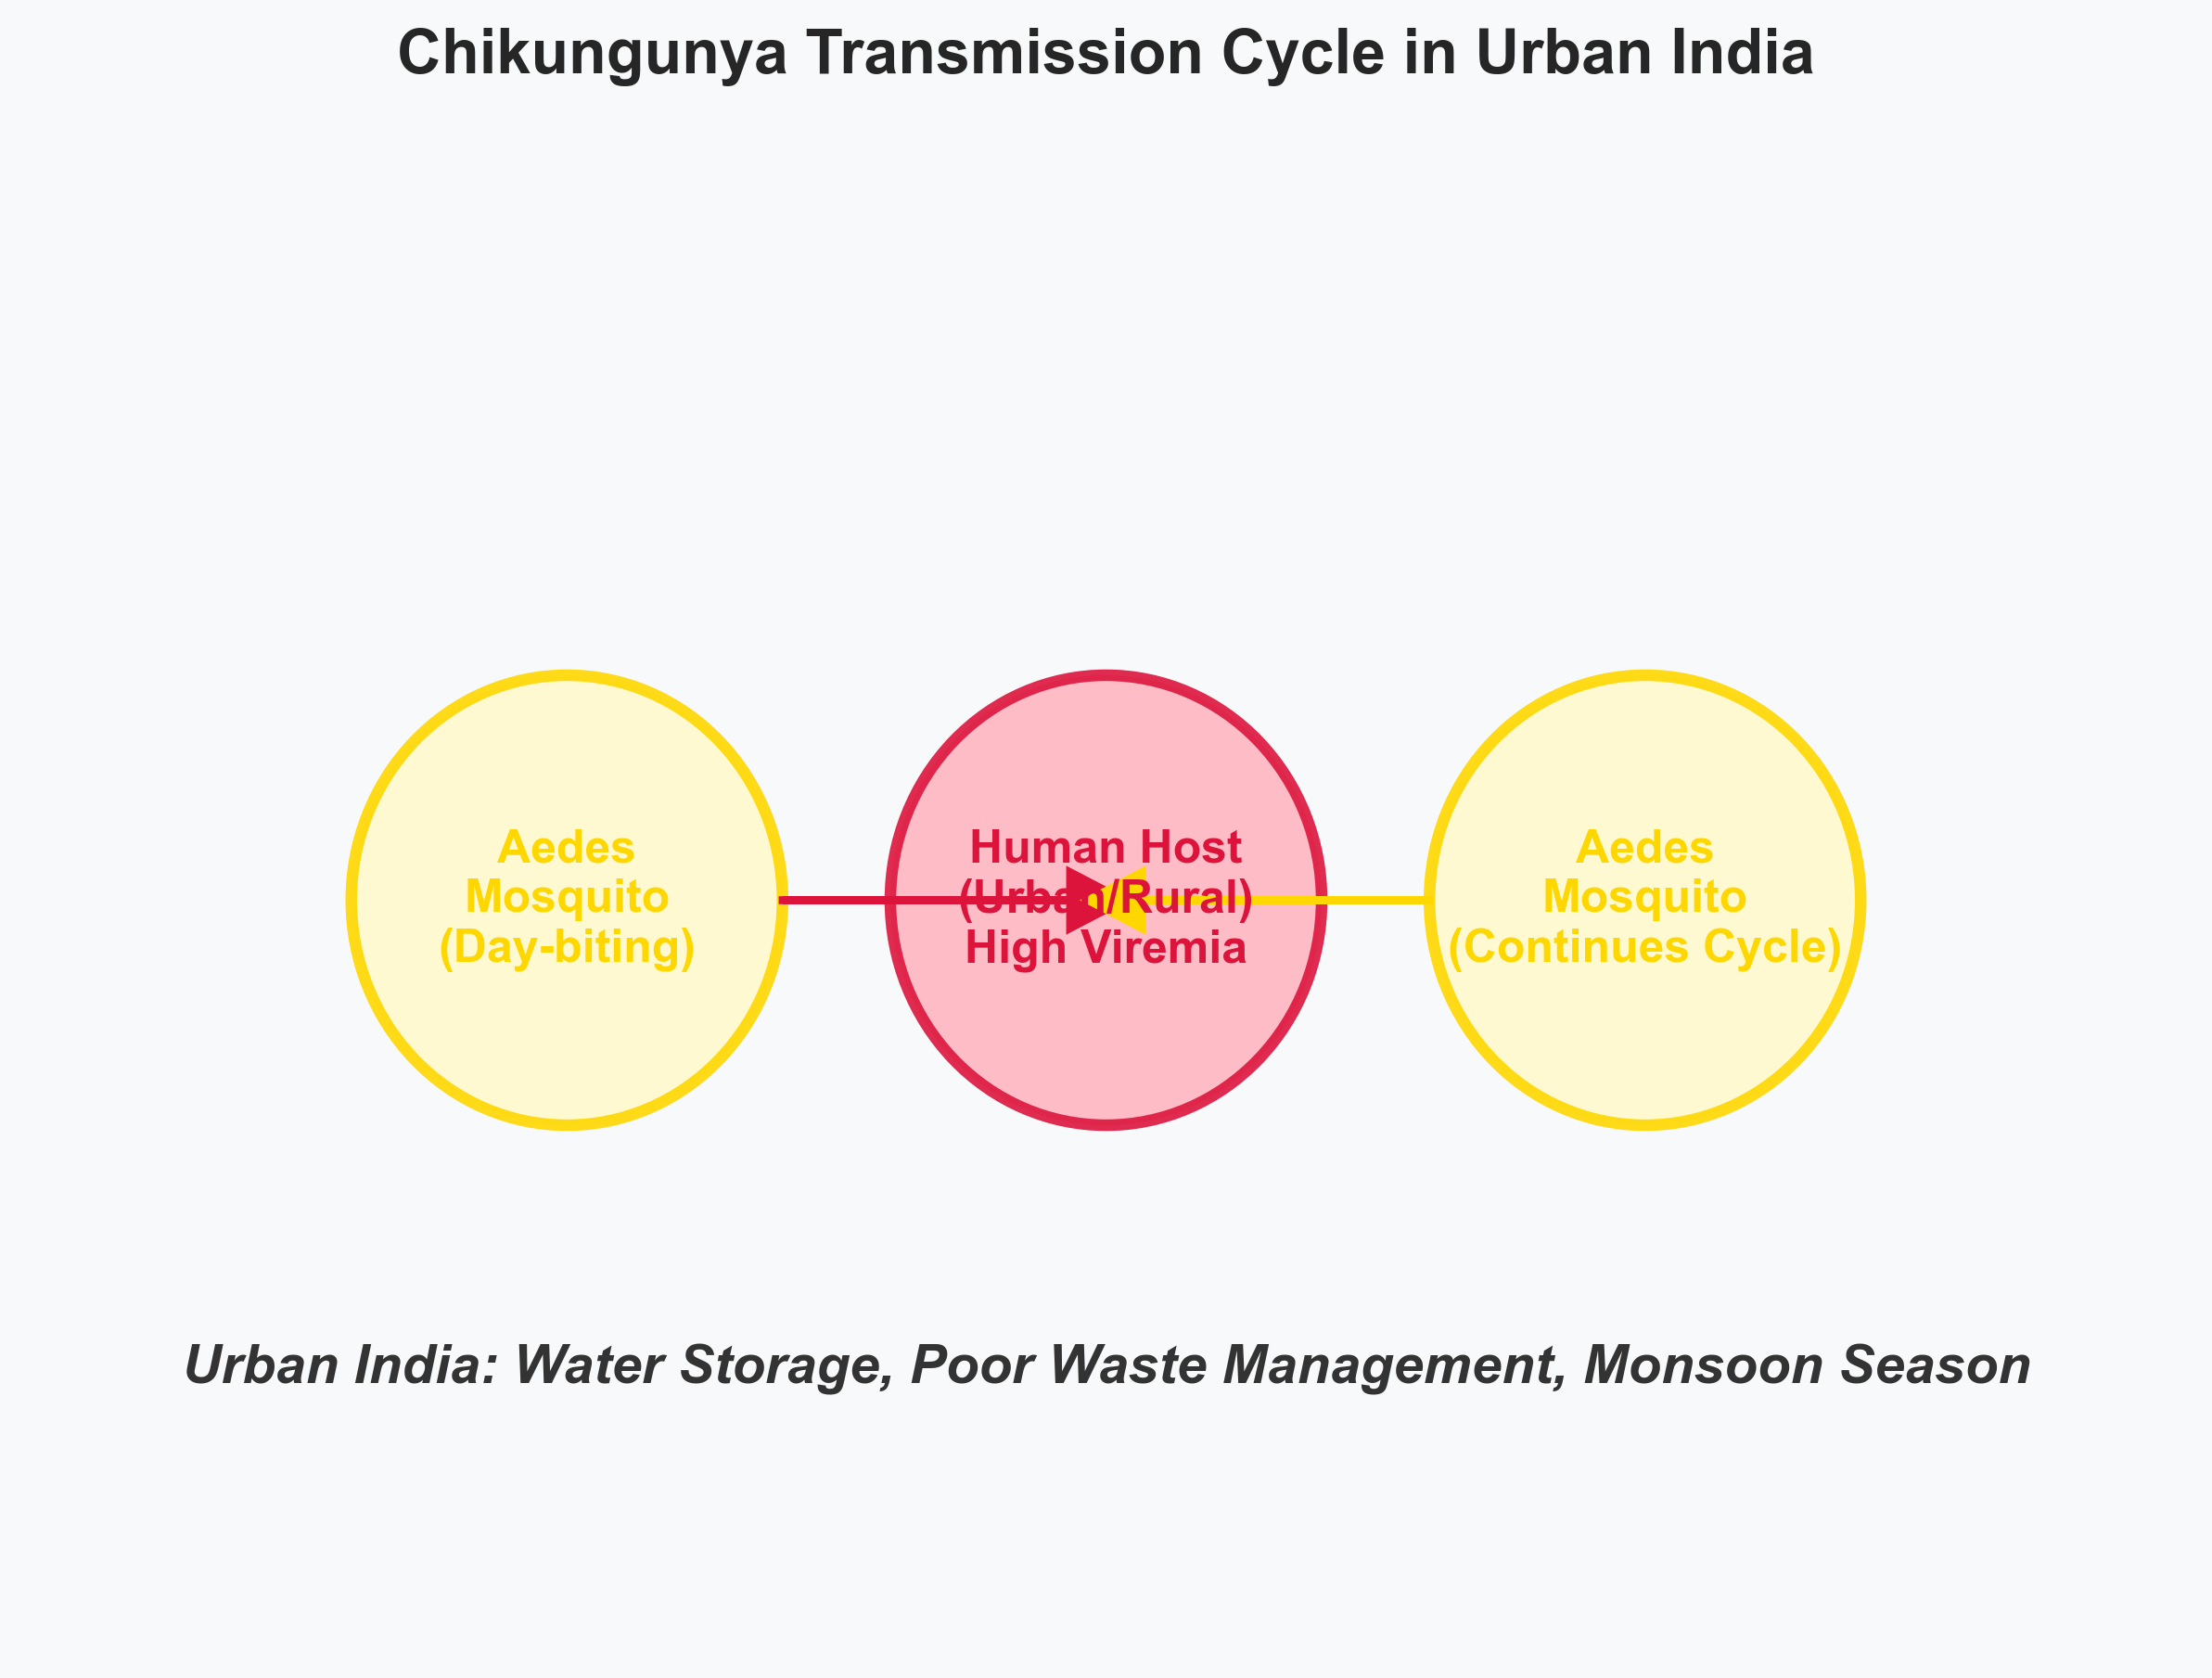 Chikungunya Transmission Cycle in Urban India
Aedes
Mosquito
(Day-biting)
Human Host
(Urban/Rural)
High Viremia
Aedes
Mosquito
(Continues Cycle)
Urban India: Water Storage, Poor Waste Management, Monsoon Season